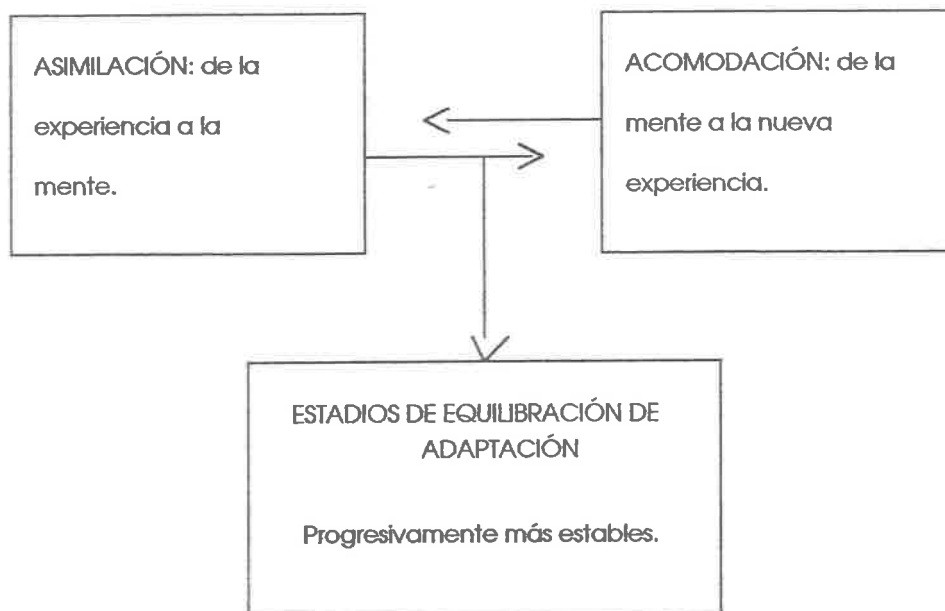 ASIMILACIÓN: de la
experiencia a la
mente.
ACOMODACIÓN: de la
mente a la nueva
experiencia.
ESTADIOS DE EQUILIBRACIÓN DE
ADAPTACIÓN
Progresivamente más estables.